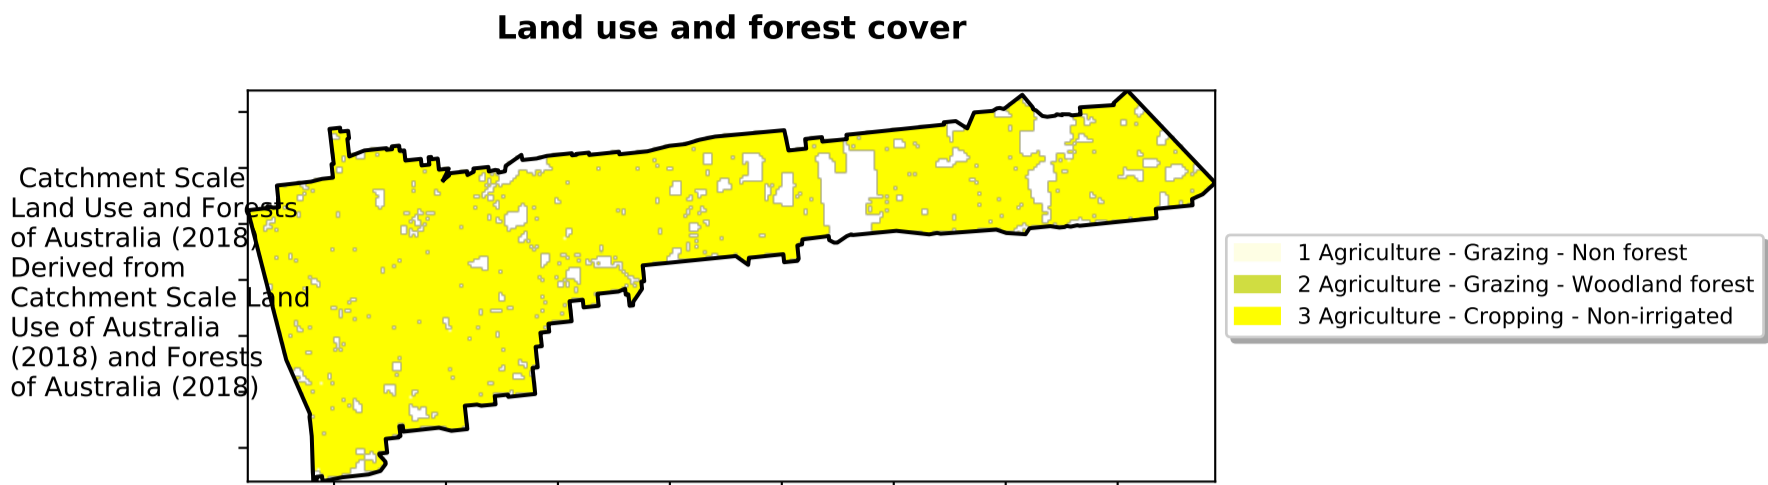 Land use and forest cover
Catchment Scale
Land Use and Forests
of Australia (2018)
Derived from
Catchment Scale Land
Use of Australia
(2018) and Forests
of Australia (2018)
1 Agriculture - Grazing - Non forest
2 Agriculture - Grazing - Woodland forest
3 Agriculture - Cropping - Non-irrigated